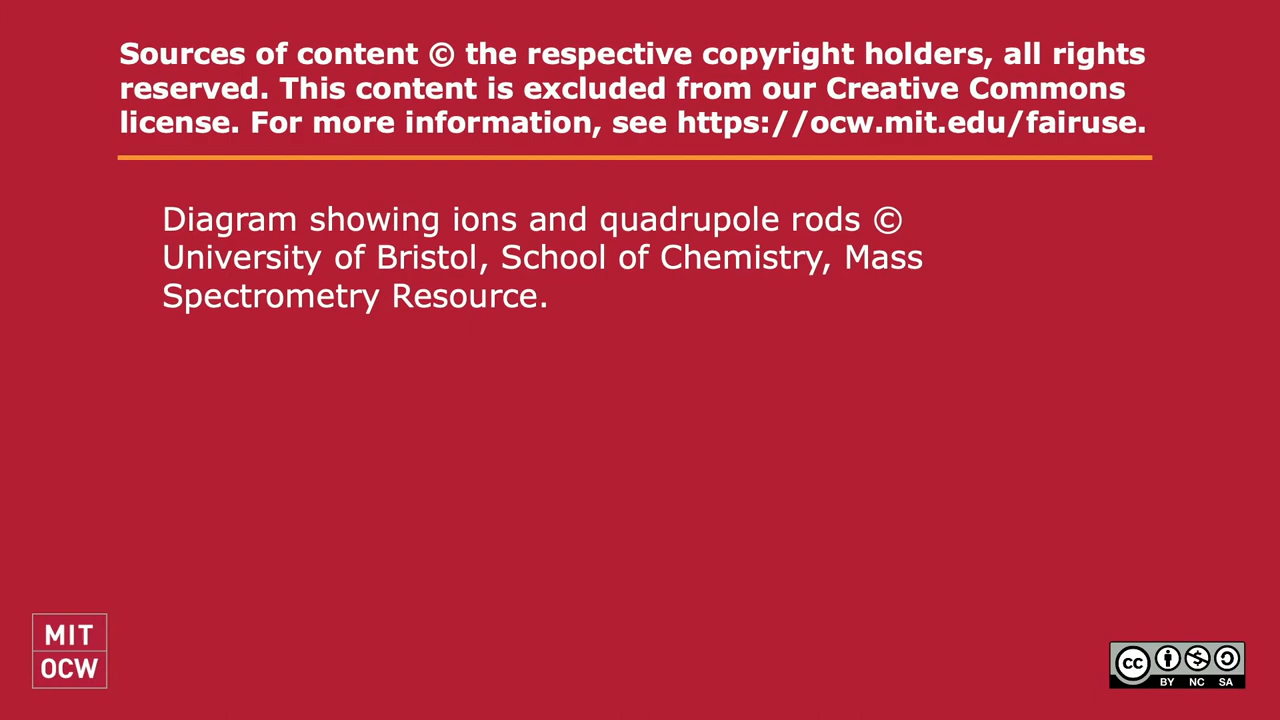 Sources of content © the respective copyright holders, all rights
reserved. This content is excluded from our Creative Commons
license. For more information, see https://ocw.mit.edu/fairuse.
Diagram showing ions and quadrupole rods ©
University of Bristol, School of Chemistry, Mass
Spectrometry Resource.
MIT
OCW
cc
BY NC SA